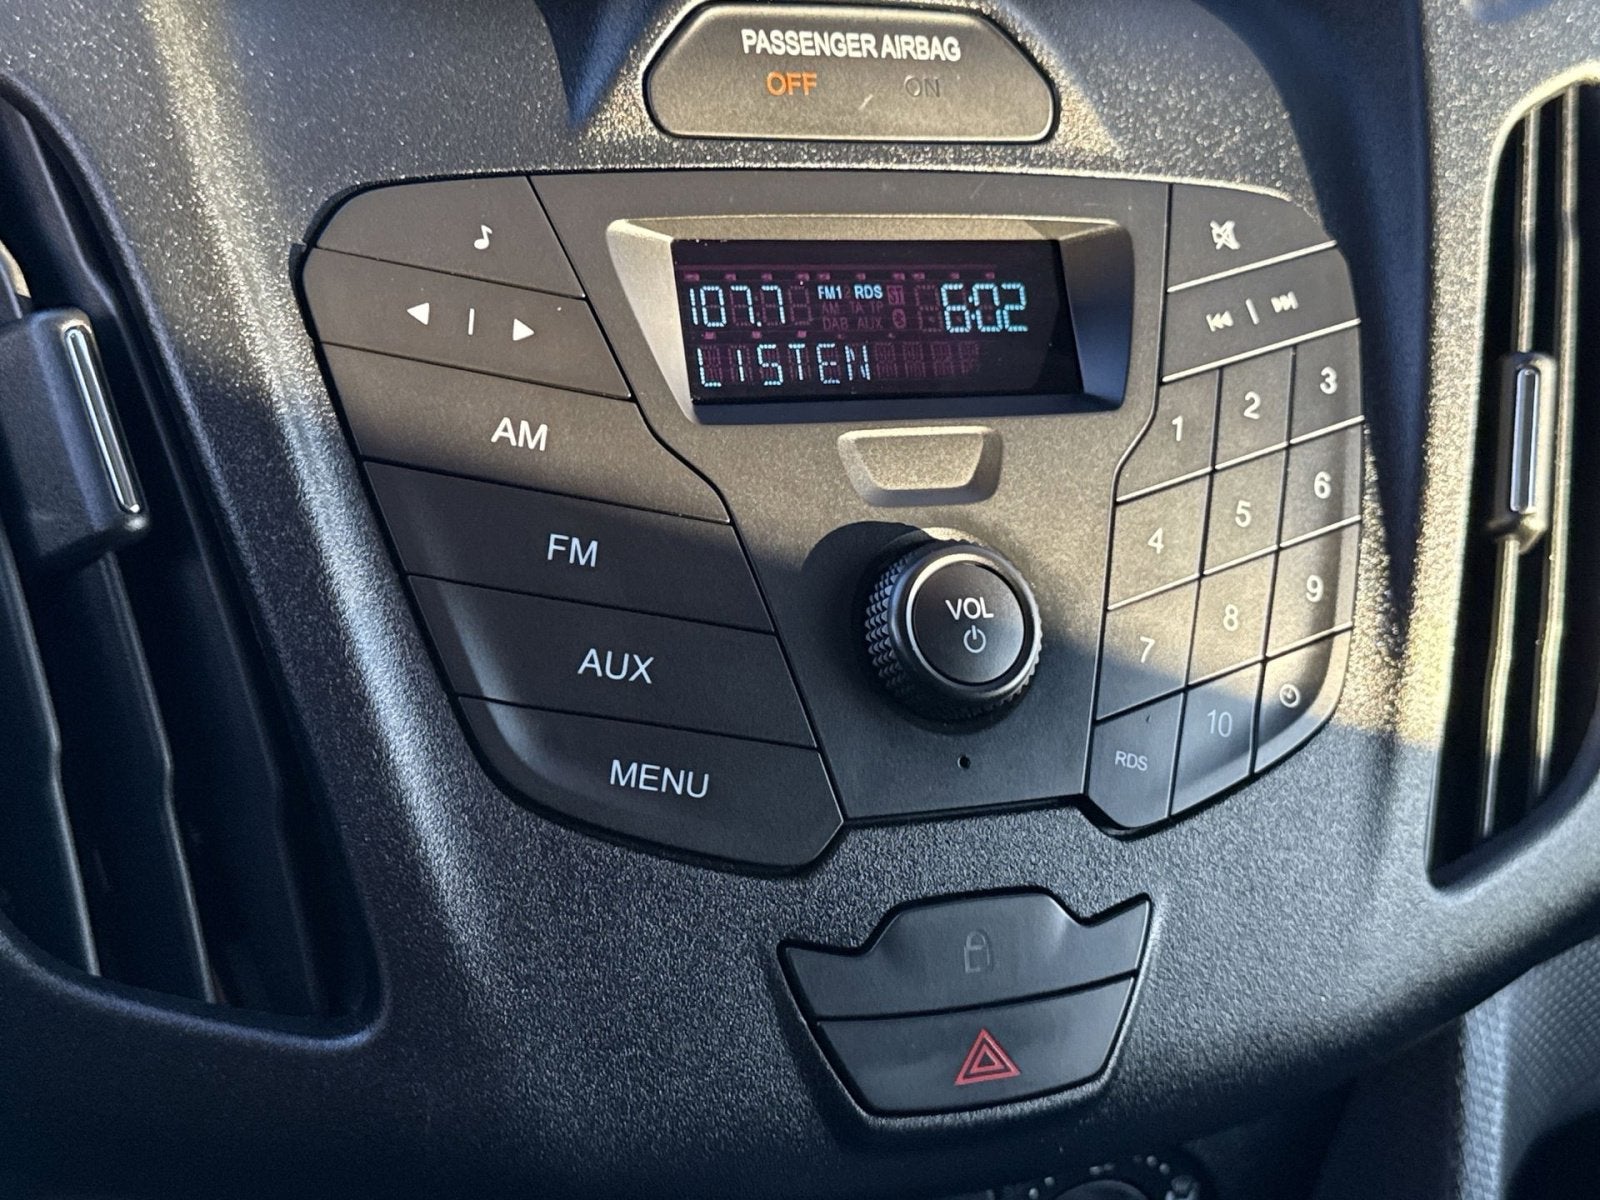 PASSENGER AIRBAG
OFF ON
107.7 FM1 RDS ST 6:02
AM TA TP
DAB AUX
LISTEN
AM
FM
AUX
MENU
VOL
1 2 3
4 5 6
7 8 9
RDS 10